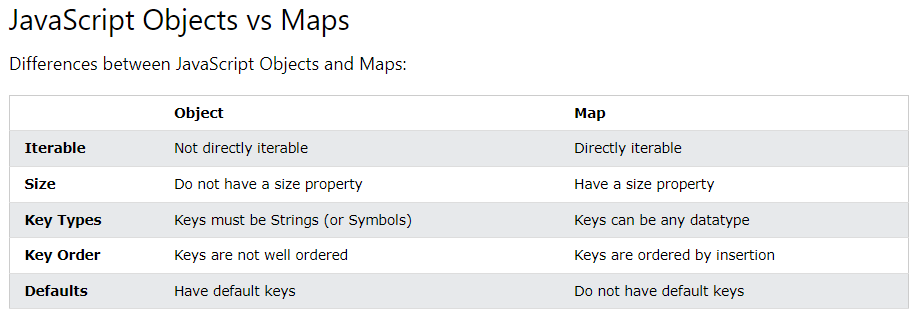 JavaScript Objects vs Maps
Differences between JavaScript Objects and Maps:
Object Map
Iterable Not directly iterable Directly iterable
Size Do not have a size property Have a size property
Key Types Keys must be Strings (or Symbols) Keys can be any datatype
Key Order Keys are not well ordered Keys are ordered by insertion
Defaults Have default keys Do not have default keys